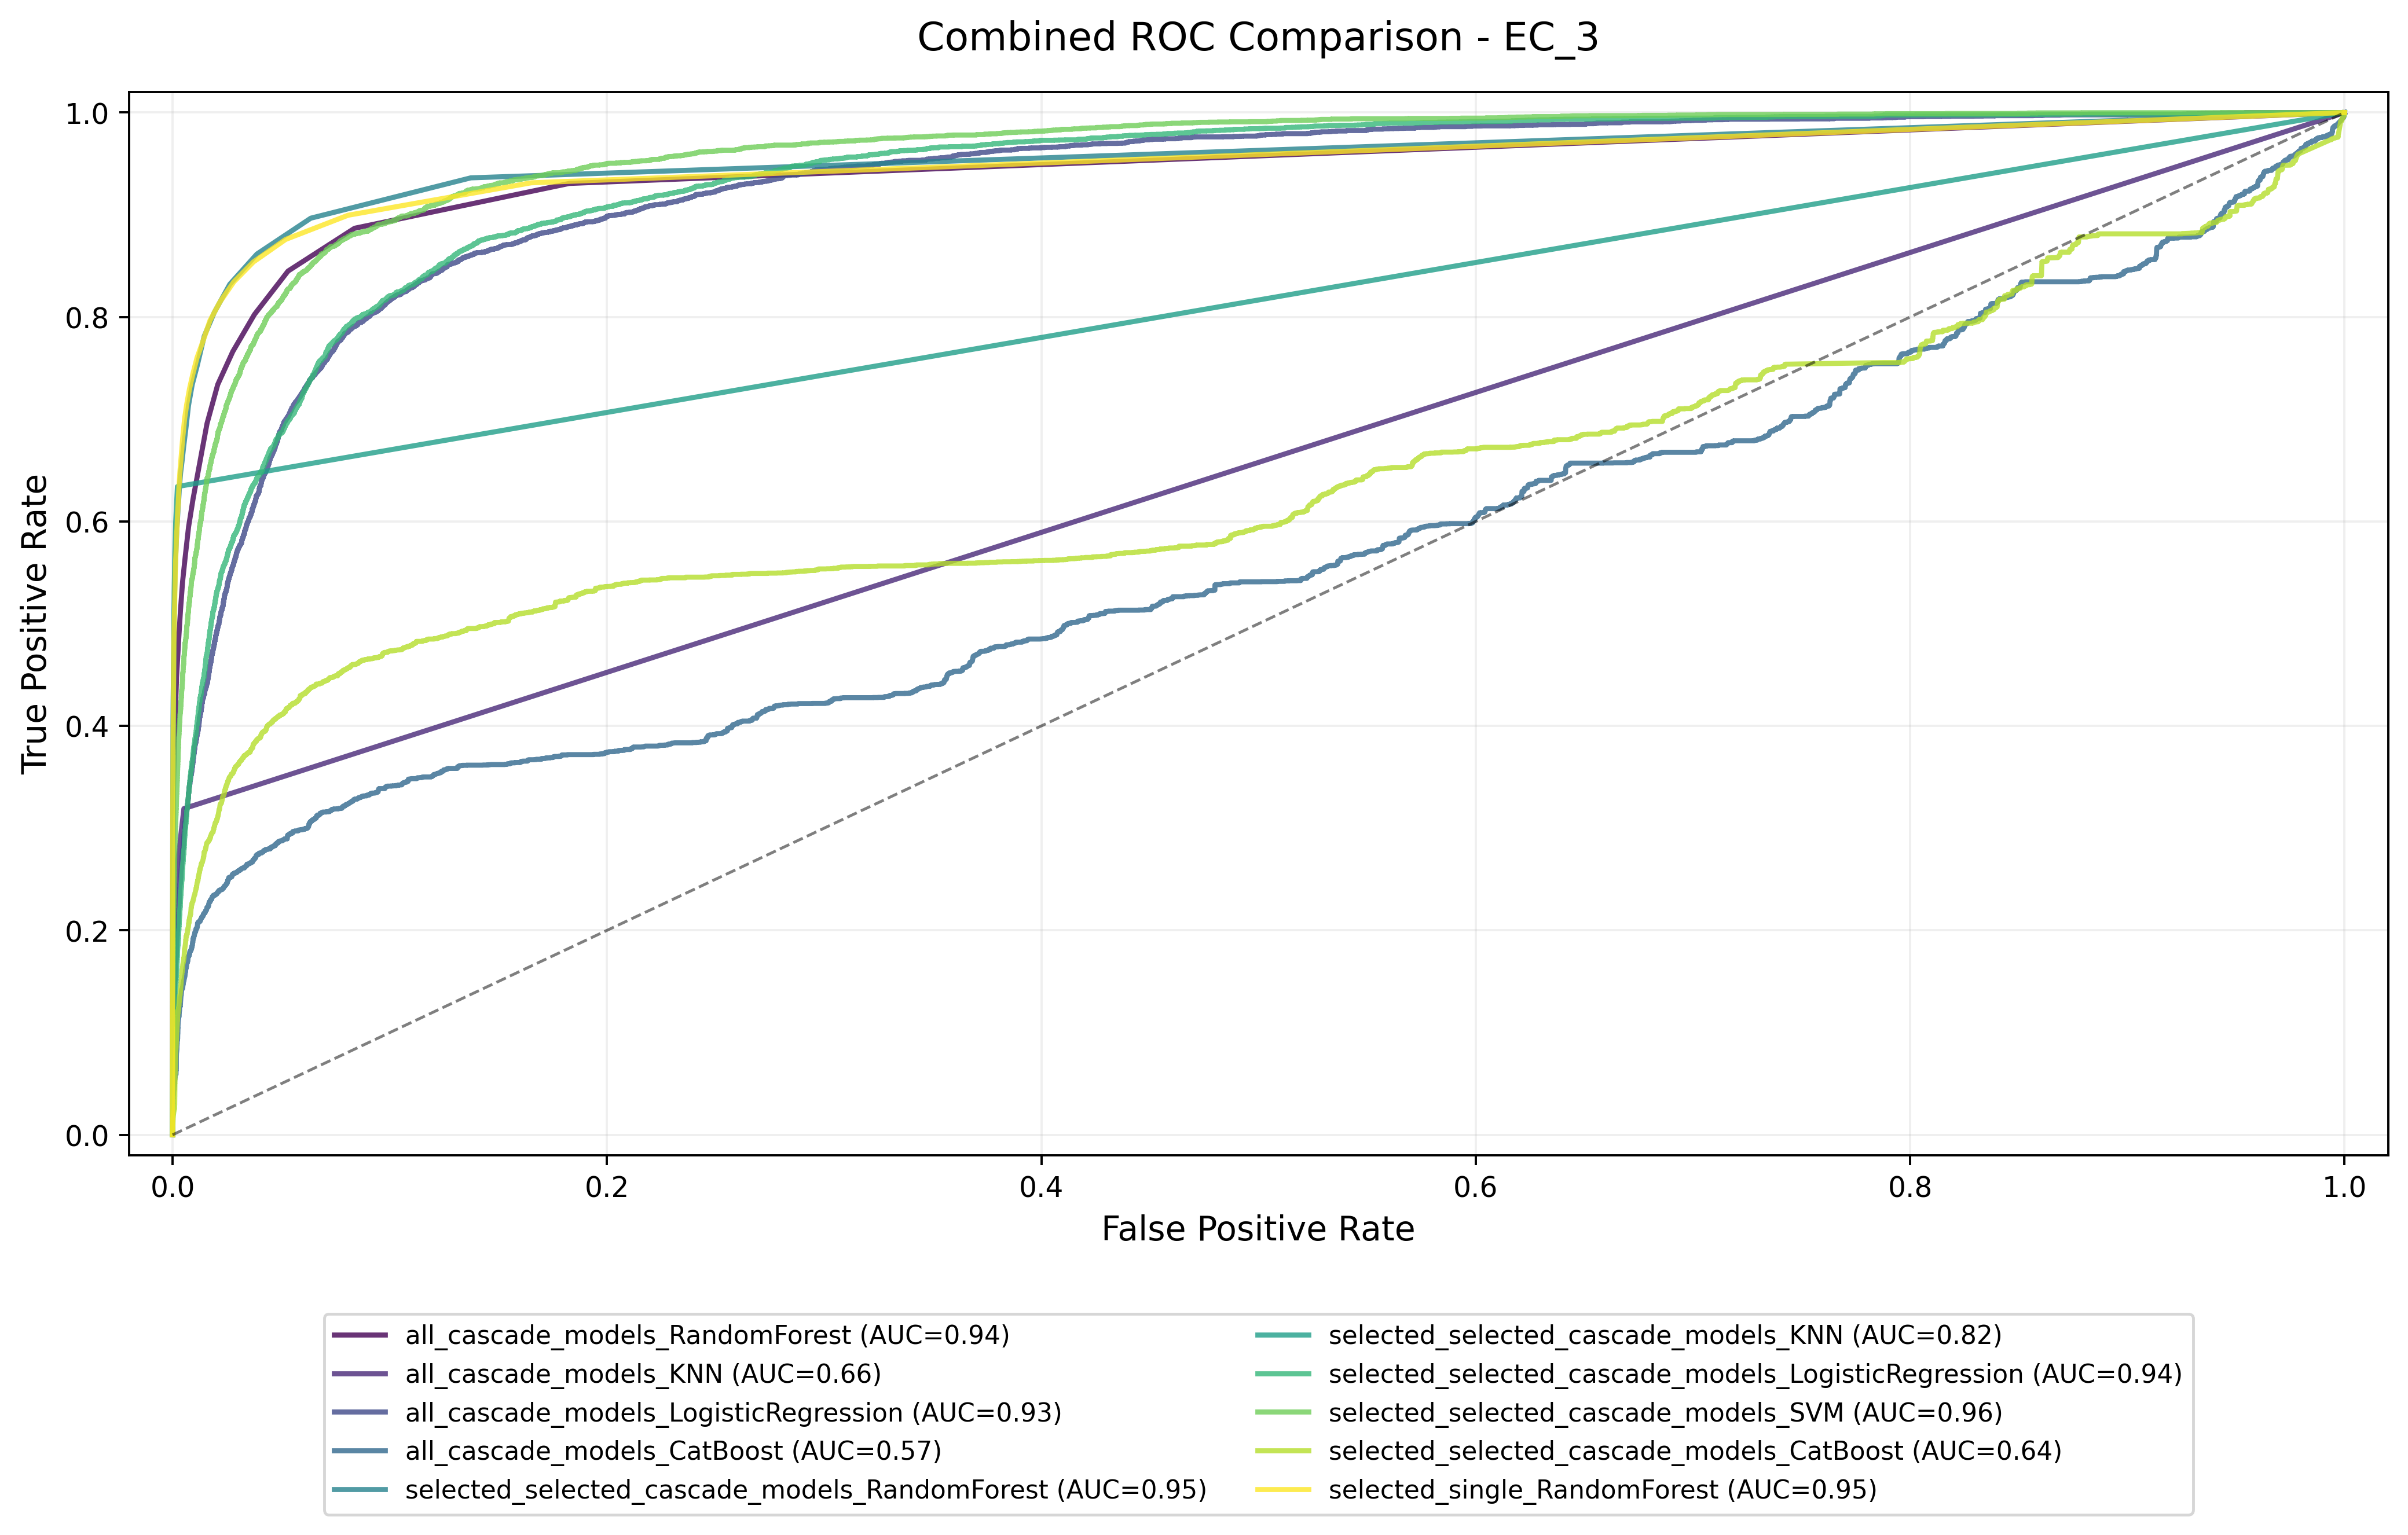 Combined ROC Comparison - EC_3
True Positive Rate
1.0
0.8
0.6
0.4
0.2
0.0
0.0 0.2 0.4 0.6 0.8 1.0
False Positive Rate
all_cascade_models_RandomForest (AUC=0.94)
all_cascade_models_KNN (AUC=0.66)
all_cascade_models_LogisticRegression (AUC=0.93)
all_cascade_models_CatBoost (AUC=0.57)
selected_selected_cascade_models_RandomForest (AUC=0.95)
selected_selected_cascade_models_KNN (AUC=0.82)
selected_selected_cascade_models_LogisticRegression (AUC=0.94)
selected_selected_cascade_models_SVM (AUC=0.96)
selected_selected_cascade_models_CatBoost (AUC=0.64)
selected_single_RandomForest (AUC=0.95)